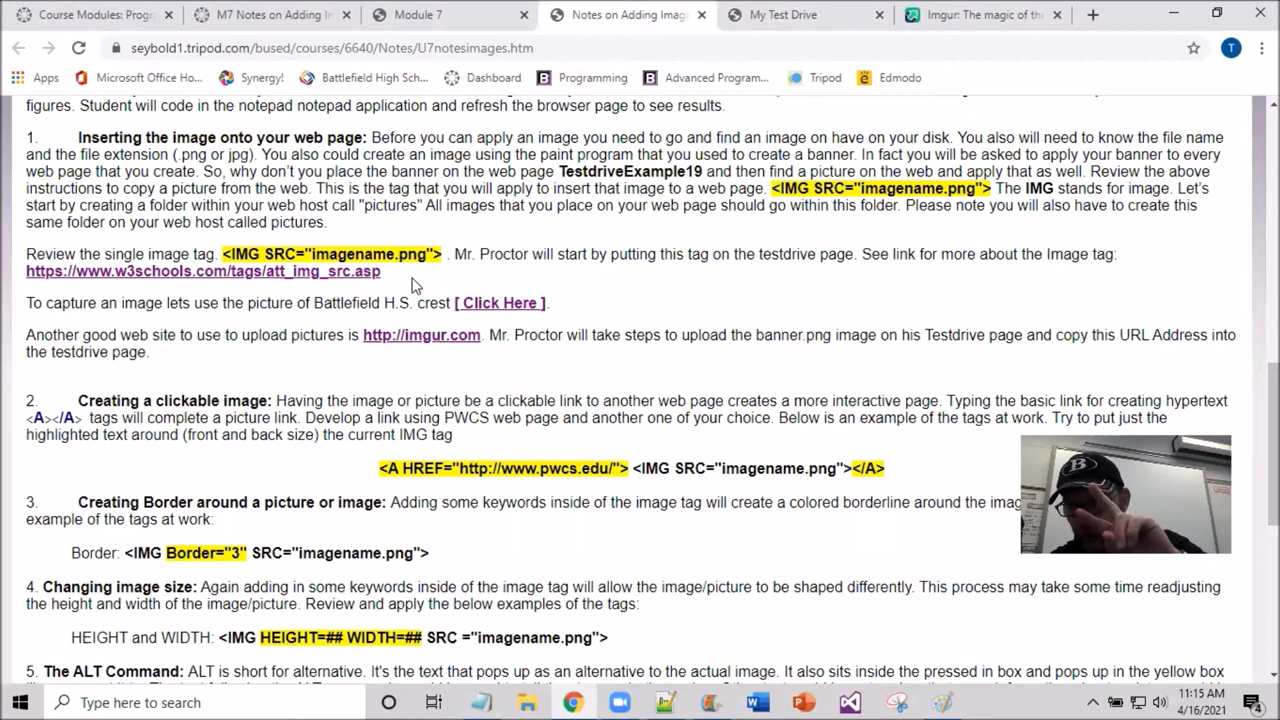 Course Modules: Prog
M7 Notes on Adding In
Module 7
Notes on Adding Imag
My Test Drive
Imgur: The magic of the
seybold1.tripod.com/bused/courses/6640/Notes/U7notesimages.htm
T
Apps
Microsoft Office Ho...
Synergy!
Battlefield High Sch...
Dashboard
B Programming
B Advanced Program...
Tripod
Edmodo
figures. Student will code in the notepad notepad application and refresh the browser page to see results.
1. Inserting the image onto your web page: Before you can apply an image you need to go and find an image on have on your disk. You also will need to know the file name
and the file extension (.png or jpg). You also could create an image using the paint program that you used to create a banner. In fact you will be asked to apply your banner to every
web page that you create. So, why don't you place the banner on the web page TestdriveExample19 and then find a picture on the web and apply that as well. Review the above
instructions to copy a picture from the web. This is the tag that you will apply to insert that image to a web page. <IMG SRC="imagename.png"> The IMG stands for image. Let's
start by creating a folder within your web host call "pictures" All images that you place on your web page should go within this folder. Please note you will also have to create this
same folder on your web host called pictures.
Review the single image tag. <IMG SRC="imagename.png"> . Mr. Proctor will start by putting this tag on the testdrive page. See link for more about the Image tag:
https://www.w3schools.com/tags/att_img_src.asp
To capture an image lets use the picture of Battlefield H.S. crest [ Click Here ].
Another good web site to use to upload pictures is http://imgur.com. Mr. Proctor will take steps to upload the banner.png image on his Testdrive page and copy this URL Address into
the testdrive page.
2. Creating a clickable image: Having the image or picture be a clickable link to another web page creates a more interactive page. Typing the basic link for creating hypertext
<A></A> tags will complete a picture link. Develop a link using PWCS web page and another one of your choice. Below is an example of the tags at work. Try to put just the
highlighted text around (front and back size) the current IMG tag
<A HREF="http://www.pwcs.edu/"> <IMG SRC="imagename.png"></A>
3. Creating Border around a picture or image: Adding some keywords inside of the image tag will create a colored borderline around the imag
example of the tags at work:
Border: <IMG Border="3" SRC="imagename.png">
4. Changing image size: Again adding in some keywords inside of the image tag will allow the image/picture to be shaped differently. This process may take some time readjusting
the height and width of the image/picture. Review and apply the below examples of the tags:
HEIGHT and WIDTH: <IMG HEIGHT=## WIDTH=## SRC ="imagename.png">
5. The ALT Command: ALT is short for alternative. It's the text that pops up as an alternative to the actual image. It also sits inside the pressed in box and pops up in the yellow box
Type here to search
11:15 AM
4/16/2021
4